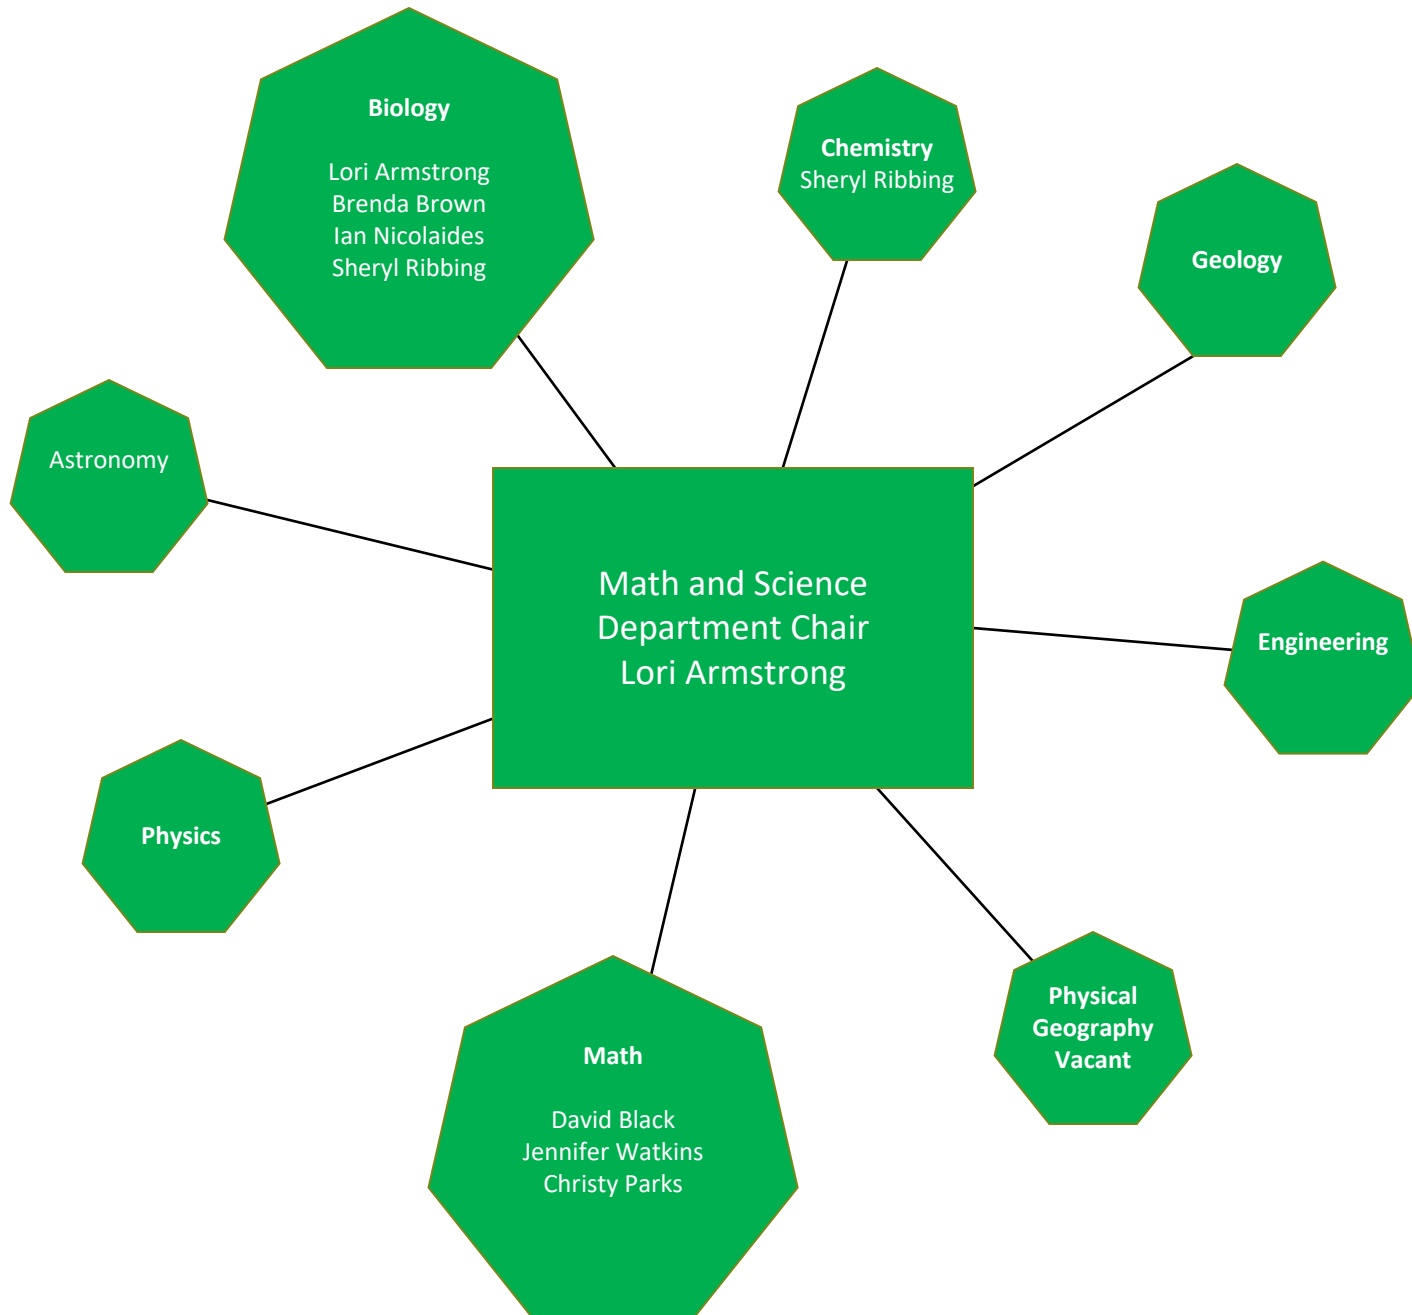 Biology
Lori Armstrong
Brenda Brown
Ian Nicolaides
Sheryl Ribbing
Chemistry
Sheryl Ribbing
Geology
Astronomy
Math and Science
Department Chair
Lori Armstrong
Engineering
Physics
Physical
Geography
Vacant
Math
David Black
Jennifer Watkins
Christy Parks